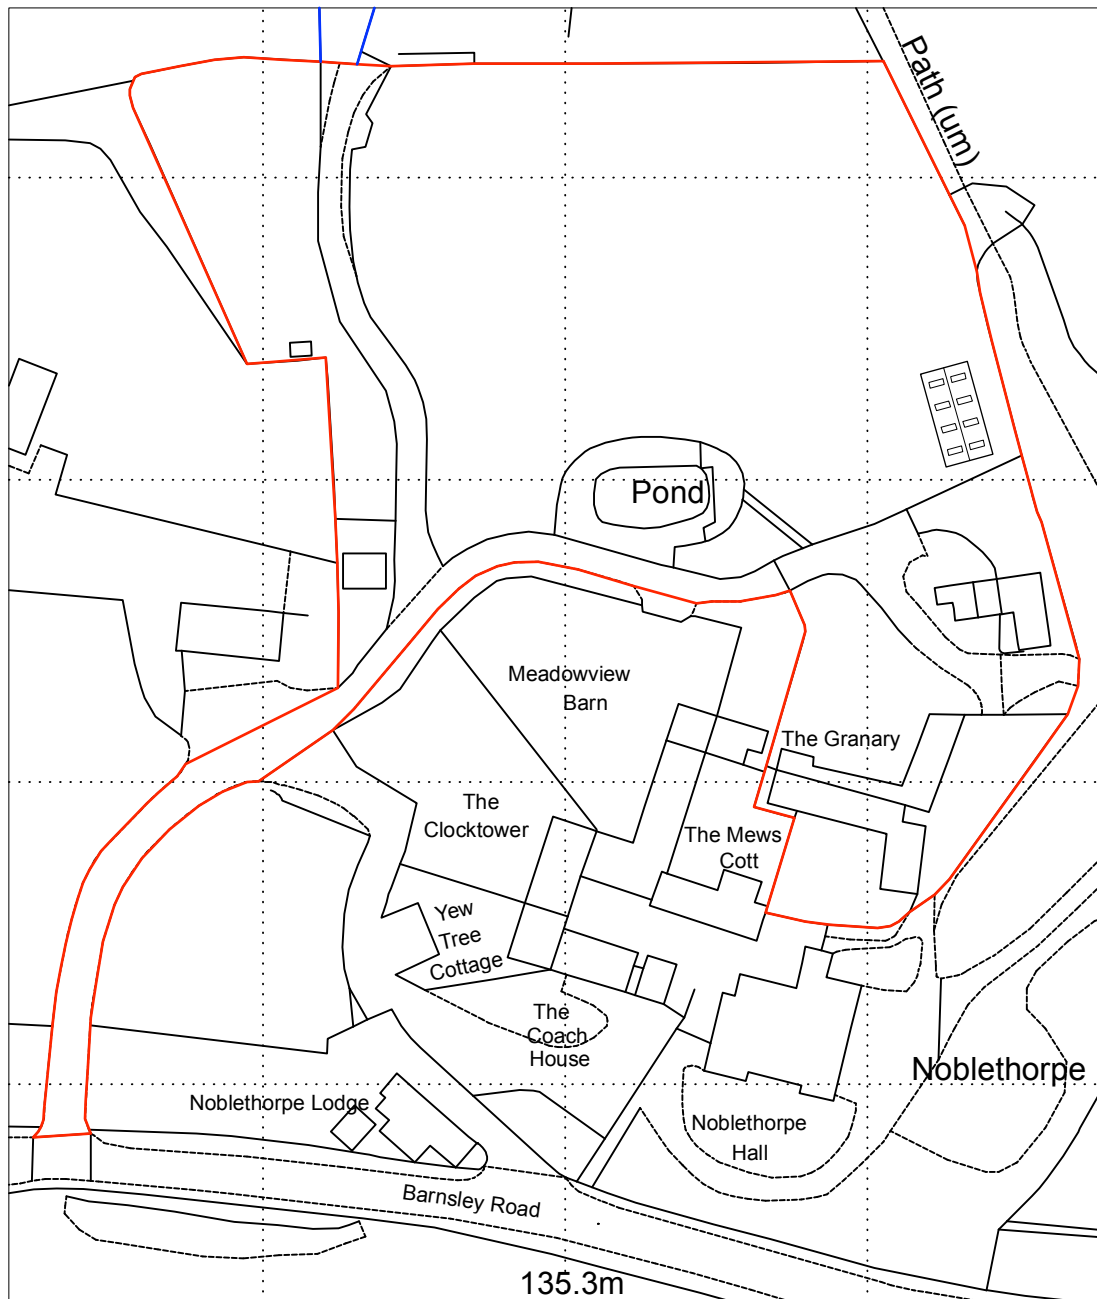 Path (um)
Pond
Meadowview
Barn
The Granary
The
Clocktower
The Mews
Cott
Yew
Tree
Cottage
The
Coach
House
Noblethorpe
Noblethorpe Lodge
Noblethorpe
Hall
Barnsley Road
135.3m